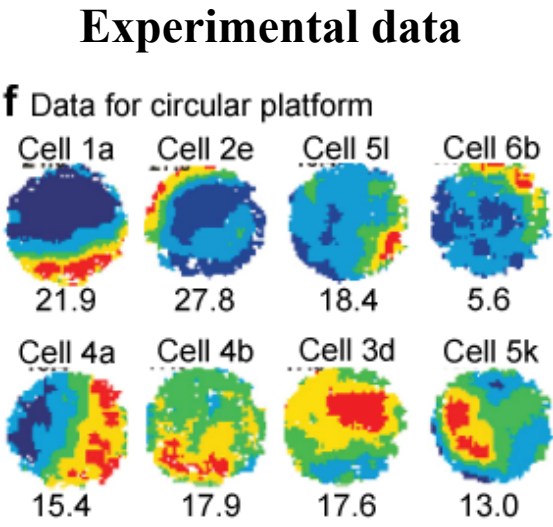 Experimental data
f Data for circular platform
Cell 1a Cell 2e Cell 5l Cell 6b
21.9 27.8 18.4 5.6
Cell 4a Cell 4b Cell 3d Cell 5k
15.4 17.9 17.6 13.0